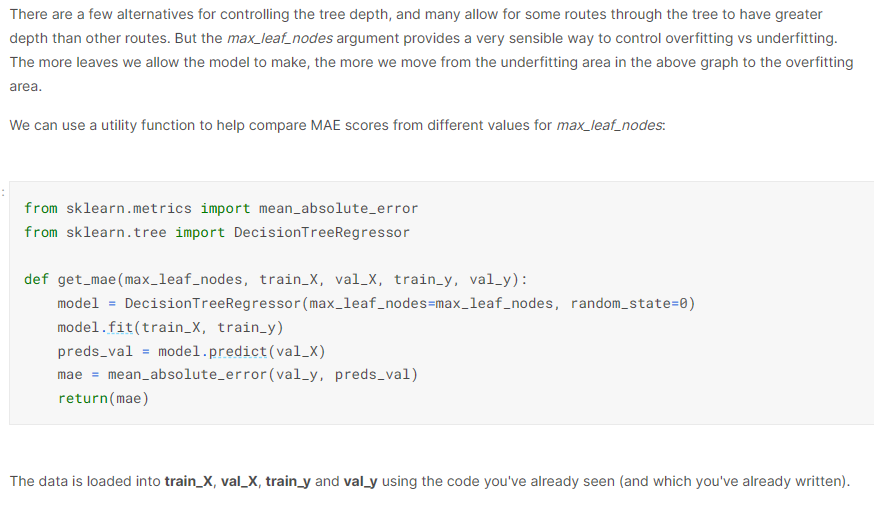 There are a few alternatives for controlling the tree depth, and many allow for some routes through the tree to have greater
depth than other routes. But the max_leaf_nodes argument provides a very sensible way to control overfitting vs underfitting.
The more leaves we allow the model to make, the more we move from the underfitting area in the above graph to the overfitting
area.
We can use a utility function to help compare MAE scores from different values for max_leaf_nodes:
:
from sklearn.metrics import mean_absolute_error
from sklearn.tree import DecisionTreeRegressor
def get_mae(max_leaf_nodes, train_X, val_X, train_y, val_y):
    model = DecisionTreeRegressor(max_leaf_nodes=max_leaf_nodes, random_state=0)
    model.fit(train_X, train_y)
    preds_val = model.predict(val_X)
    mae = mean_absolute_error(val_y, preds_val)
    return(mae)
The data is loaded into train_X, val_X, train_y and val_y using the code you've already seen (and which you've already written).